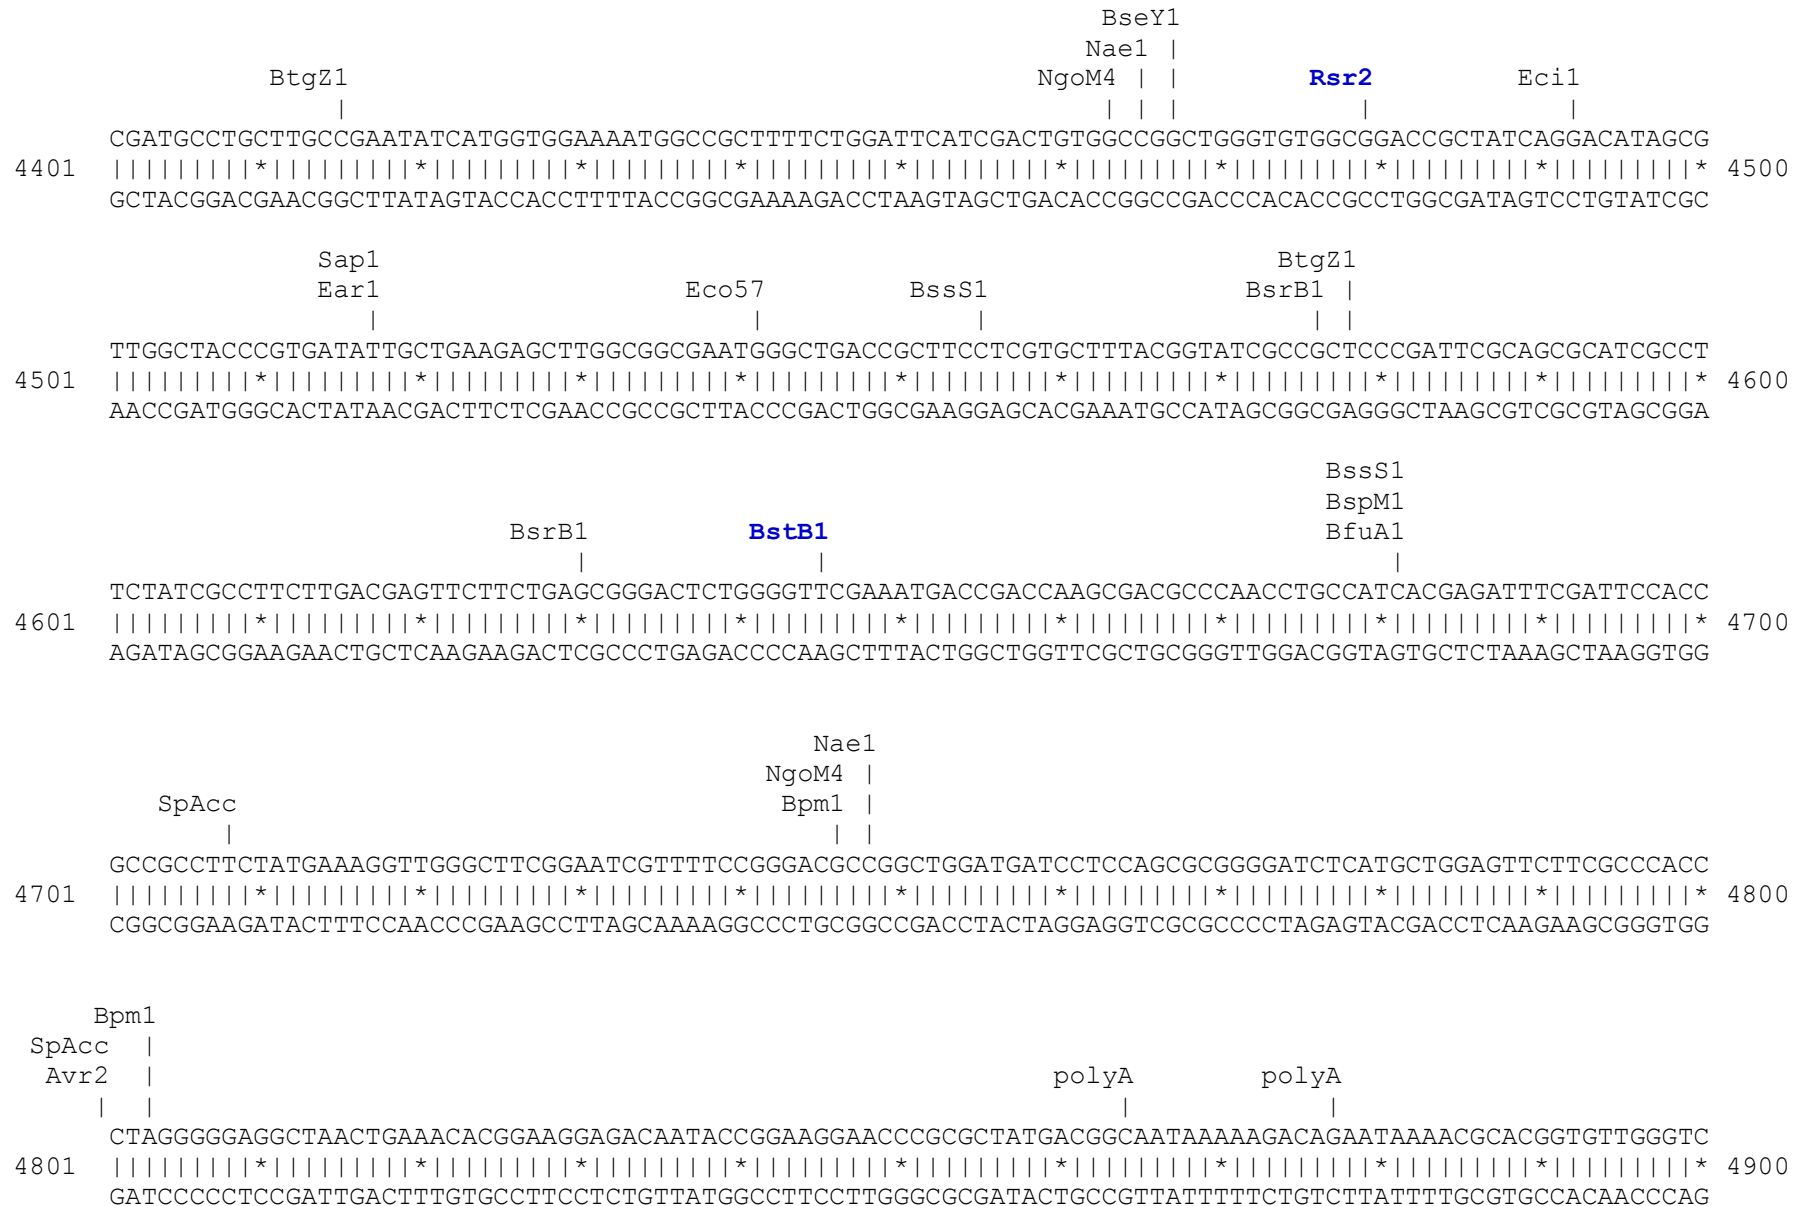 BseY1
Nae1 |
BtgZ1 NgoM4 | | Rsr2 Eci1
| | | | | |
CGATGCCTGCTTGCCGAATATCATGGTGGAAAATGGCCGCTTTTCTGGATTCATCGACTGTGGCCGGCTGGGTGTGGCGGACCGCTATCAGGACATAGCG
4401 |||||||||*|||||||||*|||||||||*|||||||||*|||||||||*|||||||||*|||||||||*|||||||||*|||||||||*|||||||||* 4500
GCTACGGACGAACGGCTTATAGTACCACCTTTTACCGGCGAAAAGACCTAAGTAGCTGACACCGGCCGACCCACACCGCCTGGCGATAGTCCTGTATCGC
Sap1 BtgZ1
Ear1 Eco57 BssS1 BsrB1 |
| | | | |
TTGGCTACCCGTGATATTGCTGAAGAGCTTGGCGGCGAATGGGCTGACCGCTTCCTCGTGCTTTACGGTATCGCCGCTCCCGATTCGCAGCGCATCGCCT
4501 |||||||||*|||||||||*|||||||||*|||||||||*|||||||||*|||||||||*|||||||||*|||||||||*|||||||||*|||||||||* 4600
AACCGATGGGCACTATAACGACTTCTCGAACCGCCGCTTACCCGACTGGCGAAGGAGCACGAAATGCCATAGCGGCGAGGGCTAAGCGTCGCGTAGCGGA
BssS1
BspM1
BsrB1 BstB1 BfuA1
| | |
TCTATCGCCTTCTTGACGAGTTCTTCTGAGCGGGACTCTGGGGTTCGAAATGACCGACCAAGCGACGCCCAACCTGCCATCACGAGATTTCGATTCCACC
4601 |||||||||*|||||||||*|||||||||*|||||||||*|||||||||*|||||||||*|||||||||*|||||||||*|||||||||*|||||||||* 4700
AGATAGCGGAAGAACTGCTCAAGAAGACTCGCCCTGAGACCCCAAGCTTTACTGGCTGGTTCGCTGCGGGTTGGACGGTAGTGCTCTAAAGCTAAGGTGG
Nae1
NgoM4 |
SpAcc Bpm1 |
| | |
GCCGCCTTCTATGAAAGGTTGGGCTTCGGAATCGTTTTCCGGGACGCCGGCTGGATGATCCTCCAGCGCGGGGATCTCATGCTGGAGTTCTTCGCCCACC
4701 |||||||||*|||||||||*|||||||||*|||||||||*|||||||||*|||||||||*|||||||||*|||||||||*|||||||||*|||||||||* 4800
CGGCGGAAGATACTTTCCAACCCGAAGCCTTAGCAAAAGGCCCTGCGGCCGACCTACTAGGAGGTCGCGCCCCTAGAGTACGACCTCAAGAAGCGGGTGG
Bpm1
SpAcc |
Avr2 | polyA polyA
| | | |
CTAGGGGGAGGCTAACTGAAACACGGAAGGAGACAATACCGGAAGGAACCCGCGCTATGACGGCAATAAAAAGACAGAATAAAACGCACGGTGTTGGGTC
4801 |||||||||*|||||||||*|||||||||*|||||||||*|||||||||*|||||||||*|||||||||*|||||||||*|||||||||*|||||||||* 4900
GATCCCCCTCCGATTGACTTTGTGCCTTCCTCTGTTATGGCCTTCCTTGGGCGCGATACTGCCGTTATTTTTCTGTCTTATTTTGCGTGCCACAACCCAG